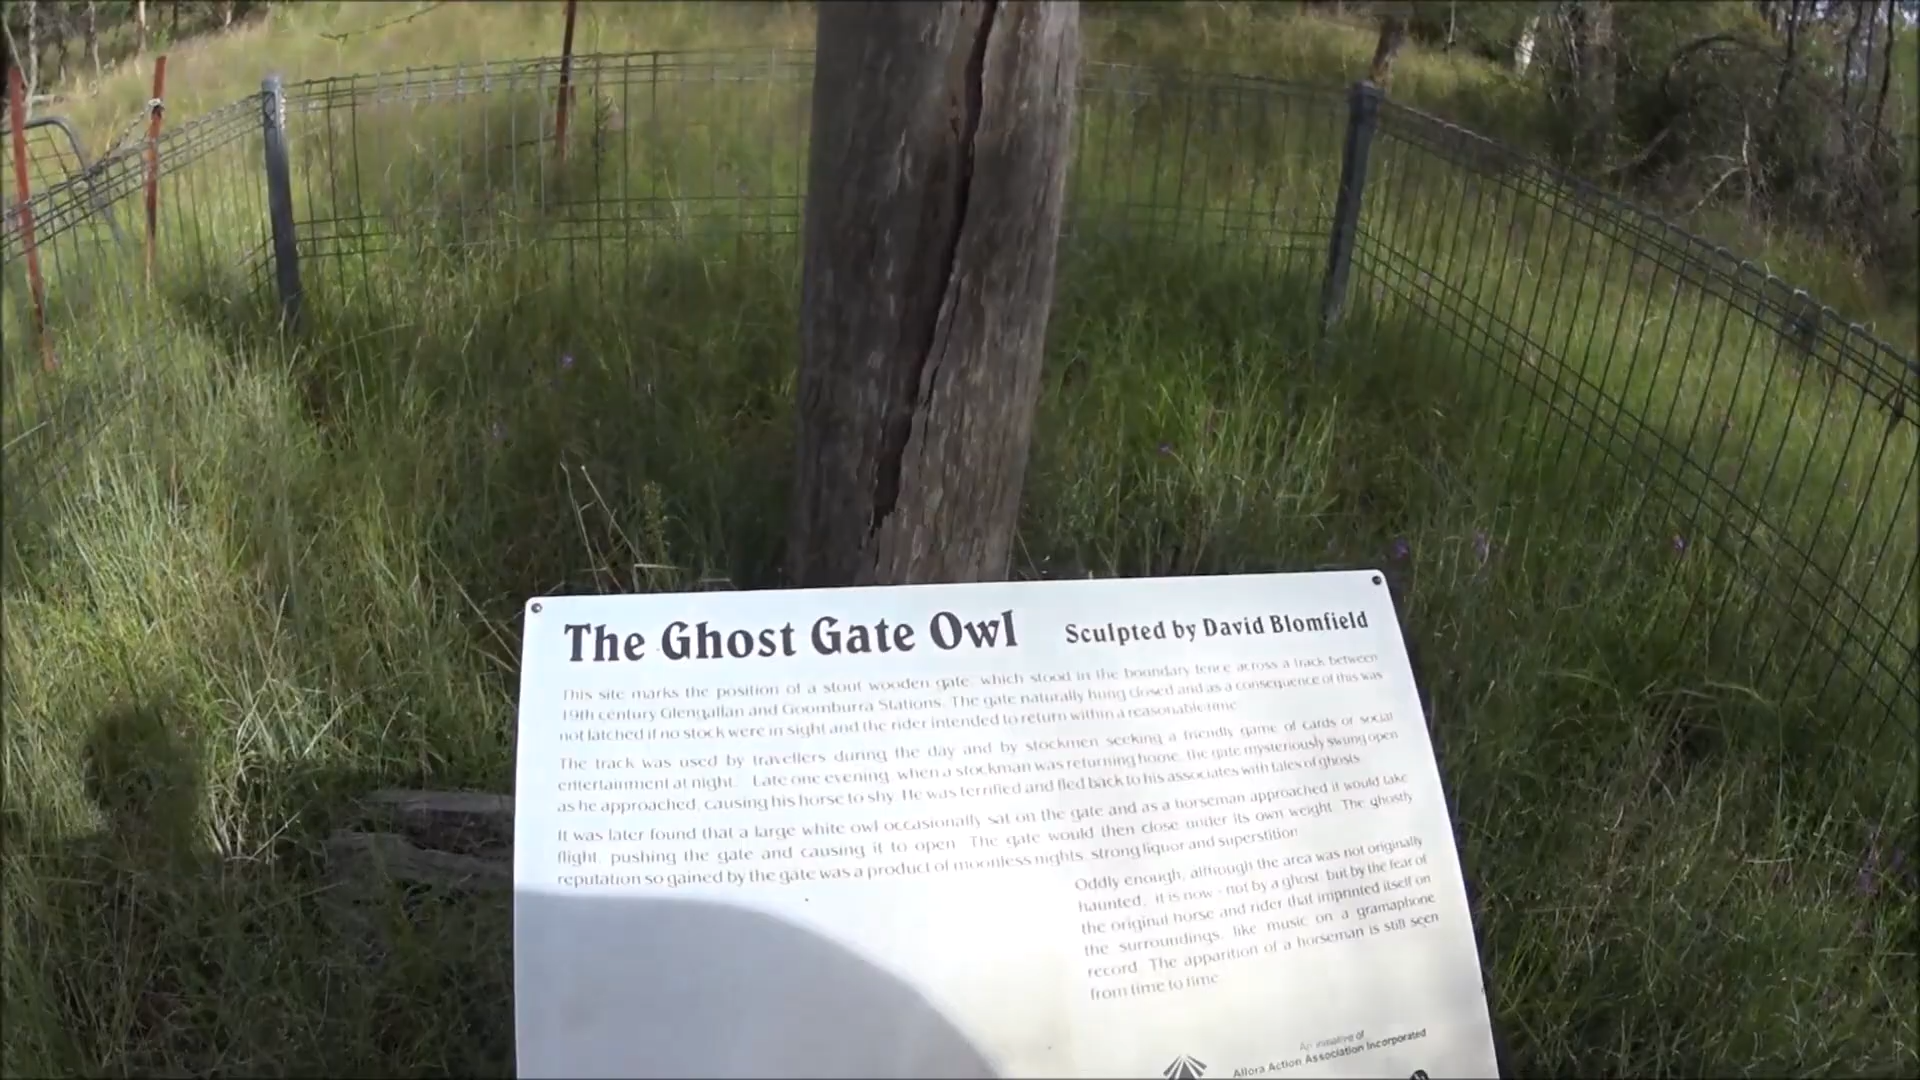 The Ghost Gate Owl Sculpted by David Blomfield
This site marks the position of a stout wooden gate, which stood in the boundary fence across a track between
19th century Glengallan and Goomburra Stations. The gate naturally hung closed and as a consequence of this was
not latched if no stock were in sight and the rider intended to return within a reasonable time.
The track was used by travellers during the day and by stockmen seeking a friendly game of cards or social
entertainment at night. Late one evening, when a stockman was returning home, the gate mysteriously swung open
as he approached, causing his horse to shy. He was terrified and fled back to his associates with tales of ghosts.
It was later found that a large white owl occasionally sat on the gate and as a horseman approached it would take
flight, pushing the gate and causing it to open. The gate would then close under its own weight. The ghostly
reputation so gained by the gate was a product of moonless nights, strong liquor and superstition.
Oddly enough, although the area was not originally
haunted, it is now - not by a ghost, but by the fear of
the original horse and rider that imprinted itself on
the surroundings, like music on a gramaphone
record. The apparition of a horseman is still seen
from time to time.
An initiative of
Allora Action Association Incorporated